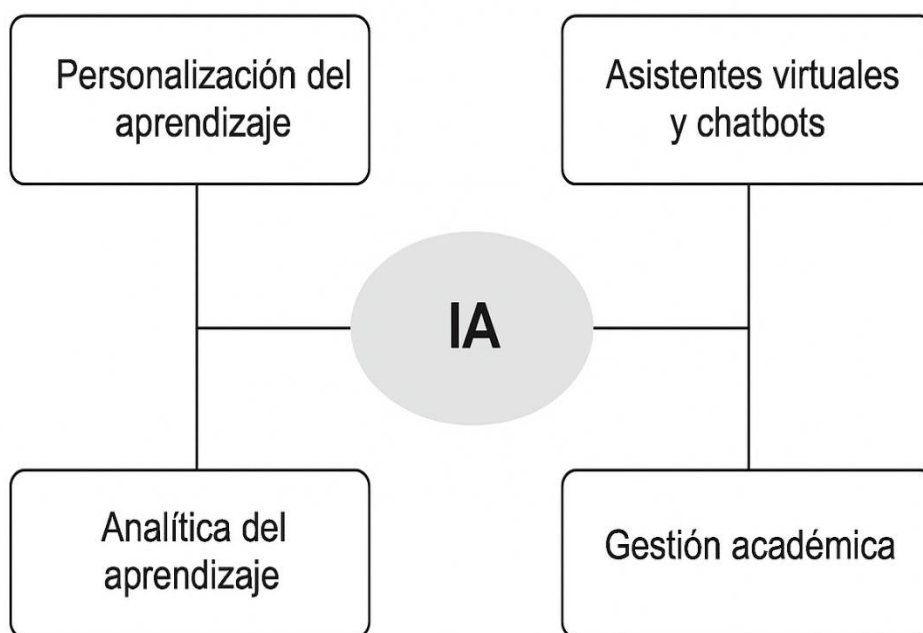 Personalización del
aprendizaje
Asistentes virtuales
y chatbots
IA
Analítica del
aprendizaje
Gestión académica